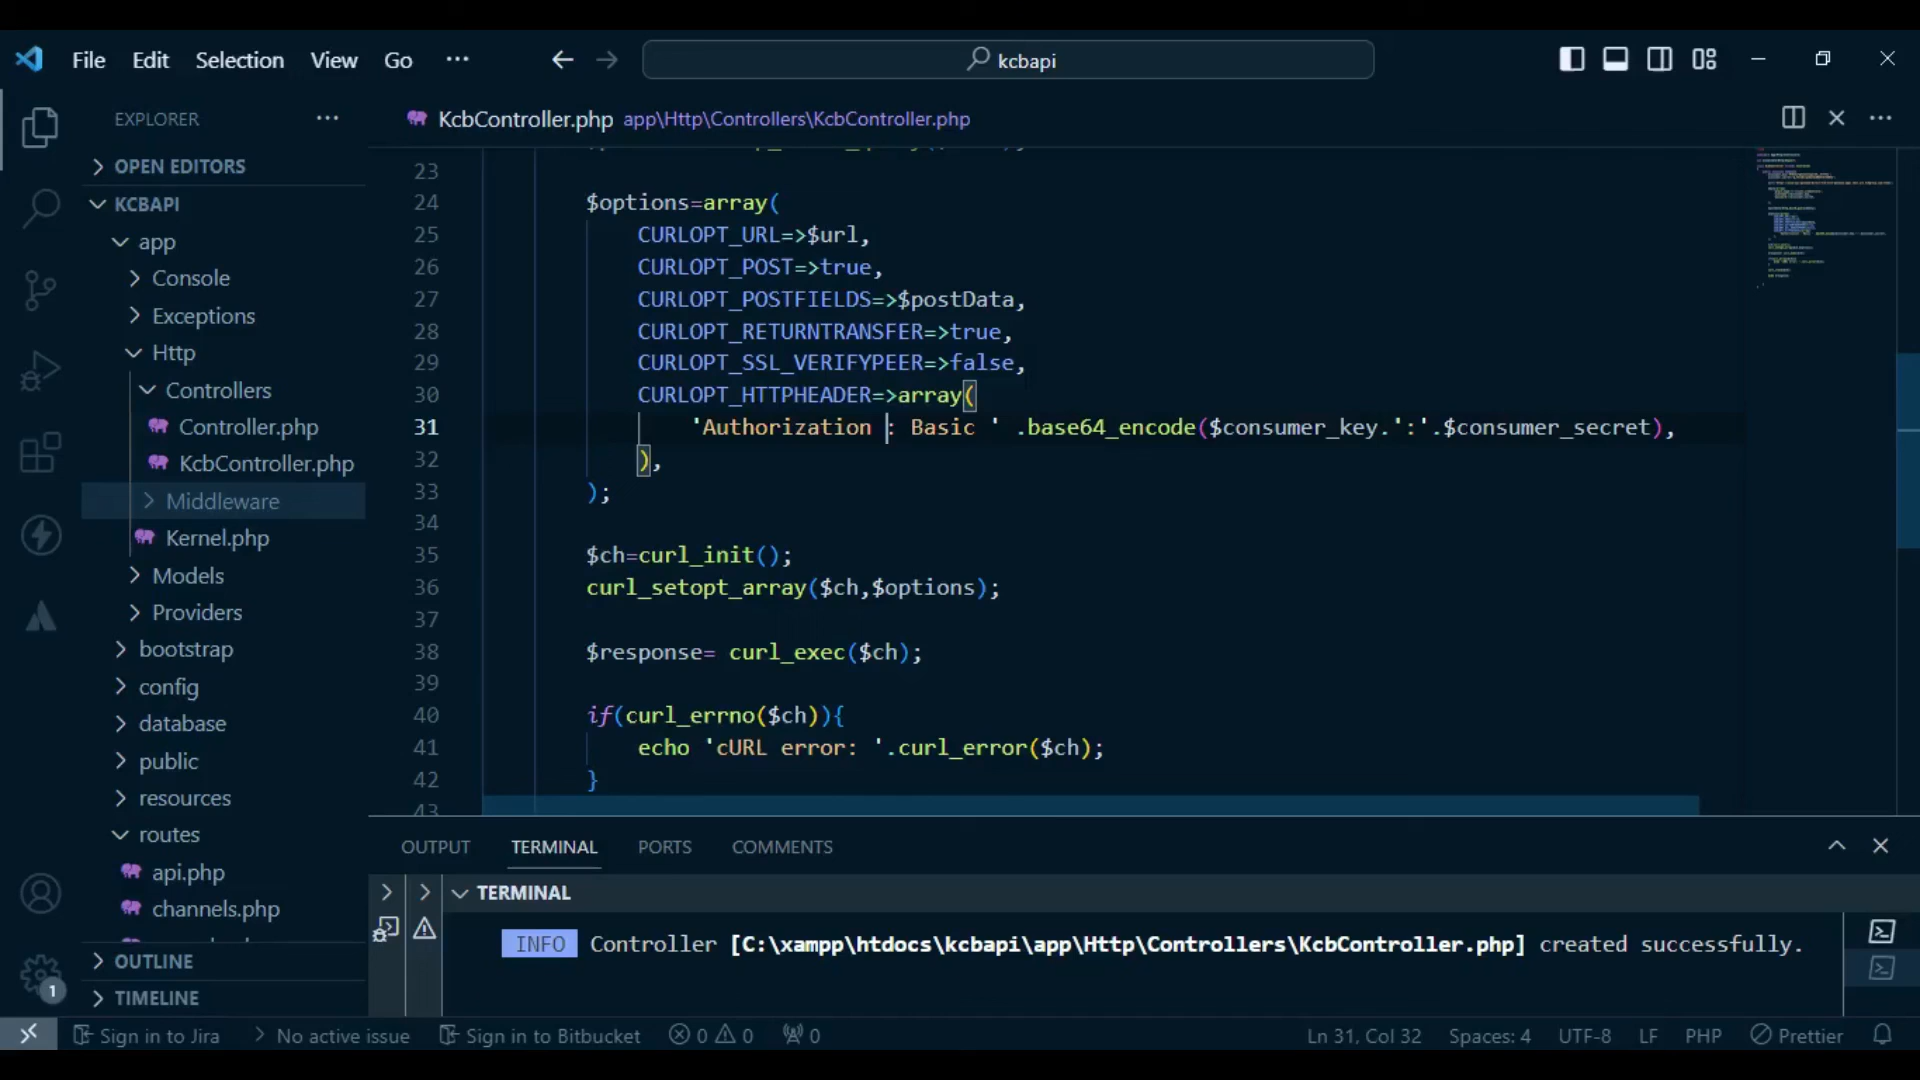 File Edit Selection View Go ··· kcbapi
EXPLORER ···
KcbController.php app\Http\Controllers\KcbController.php
OPEN EDITORS
KCBAPI
app
Console
Exceptions
Http
Controllers
Controller.php
KcbController.php
Middleware
Kernel.php
Models
Providers
bootstrap
config
database
public
resources
routes
api.php
channels.php
OUTLINE
TIMELINE
23
24 $options=array(
25 CURLOPT_URL=>$url,
26 CURLOPT_POST=>true,
27 CURLOPT_POSTFIELDS=>$postData,
28 CURLOPT_RETURNTRANSFER=>true,
29 CURLOPT_SSL_VERIFYPEER=>false,
30 CURLOPT_HTTPHEADER=>array(
31 'Authorization : Basic ' .base64_encode($consumer_key.':'.$consumer_secret),
32 ),
33 );
34
35 $ch=curl_init();
36 curl_setopt_array($ch,$options);
37
38 $response= curl_exec($ch);
39
40 if(curl_errno($ch)){
41 echo 'cURL error: '.curl_error($ch);
42 }
43
OUTPUT TERMINAL PORTS COMMENTS
TERMINAL
INFO Controller [C:\xampp\htdocs\kcbapi\app\Http\Controllers\KcbController.php] created successfully.
1
Sign in to Jira No active issue Sign in to Bitbucket 0 0 0 Ln 31, Col 32 Spaces: 4 UTF-8 LF PHP Prettier